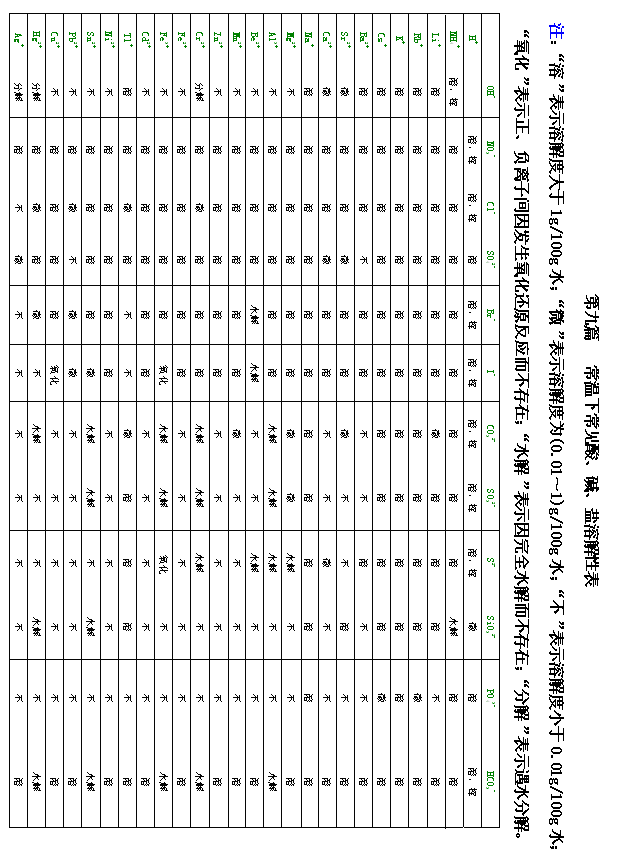 第九篇 常温下常见酸、碱、盐溶解性表
注：“溶”表示溶解度大于1g/100g水；“微”表示溶解度为(0.01～1)g/100g水；“不”表示溶解度小于0.01g/100g水；
“氧化”表示正、负离子间因发生氧化还原反应而不存在；“水解”表示因完全水解而不存在；“分解”表示遇水分解。
OH⁻ NO₃⁻ Cl⁻ SO₄²⁻ Br⁻ I⁻ CO₃²⁻ SO₃²⁻ S²⁻ SiO₃²⁻ PO₄³⁻ HCO₃⁻
H⁺ 溶.挥 溶.挥 溶 溶.挥 溶.挥 溶.挥 溶.挥 溶.挥 微 溶 溶.挥
NH₄⁺ 溶.挥 溶 溶 溶 溶 溶 溶 溶 溶 水解 溶 溶
Li⁺ 溶 溶 溶 溶 溶 溶 微 溶 溶 溶 不 溶
Rb⁺ 溶 溶 溶 溶 溶 溶 溶 溶 溶 溶 微 溶
K⁺ 溶 溶 溶 溶 溶 溶 溶 溶 溶 溶 溶 溶
Cs⁺ 溶 溶 溶 溶 溶 溶 溶 溶 溶 溶 微 溶
Ba²⁺ 溶 溶 溶 不 溶 溶 不 不 溶 不 不 溶
Sr²⁺ 微 溶 溶 微 溶 溶 微 不 不 溶 不 溶
Ca²⁺ 微 溶 溶 微 溶 溶 不 不 微 不 不 溶
Na⁺ 溶 溶 溶 溶 溶 溶 溶 溶 溶 溶 溶 溶
Mg²⁺ 不 溶 溶 溶 溶 溶 微 微 水解 不 不 溶
Al³⁺ 不 溶 溶 溶 溶 溶 水解 水解 水解 不 不 水解
Be²⁺ 不 溶 溶 溶 水解 水解 不 不 水解 不 不 溶
Mn²⁺ 不 溶 溶 溶 溶 溶 微 不 不 不 不 溶
Zn²⁺ 不 溶 溶 溶 溶 溶 不 不 不 不 不 溶
Cr³⁺ 分解 溶 微 溶 溶 溶 水解 水解 水解 不 不 水解
Fe²⁺ 不 溶 溶 溶 溶 溶 不 不 不 不 不 溶
Fe³⁺ 不 溶 溶 溶 溶 氧化 水解 水解 氧化 不 不 水解
Cd²⁺ 不 溶 溶 溶 溶 溶 不 不 不 不 不 溶
Tl⁺ 溶 溶 微 溶 不 不 微 溶 不 溶 不 溶
Ni²⁺ 不 溶 溶 溶 溶 溶 不 不 不 不 不 溶
Sn²⁺ 不 溶 溶 溶 溶 微 水解 水解 不 水解 不 水解
Pb²⁺ 不 溶 微 不 微 微 不 不 不 不 不 溶
Cu²⁺ 不 溶 溶 溶 溶 氧化 不 不 不 不 不 溶
Hg²⁺ 分解 溶 微 溶 微 不 水解 不 不 水解 不 水解
Ag⁺ 分解 溶 不 微 不 不 不 不 不 不 不 溶